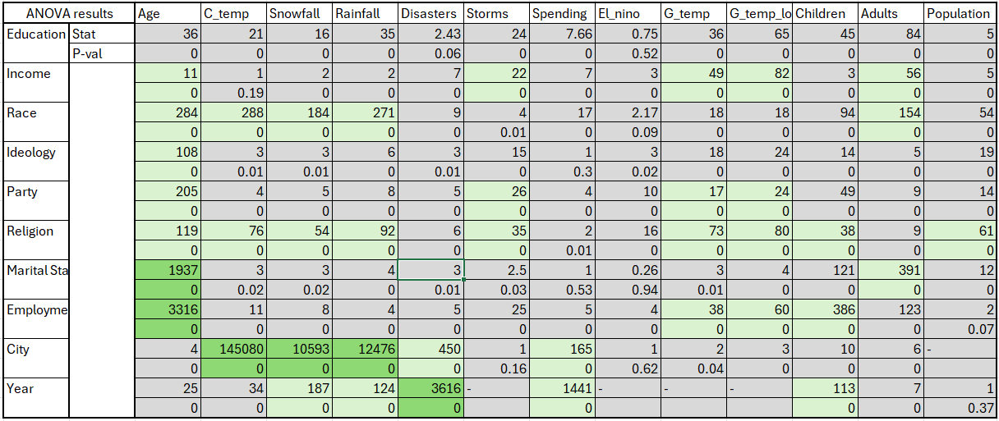 ANOVA results Age C_temp Snowfall Rainfall Disasters Storms Spending El_nino G_temp G_temp_lo Children Adults Population
Education Stat 36 21 16 35 2.43 24 7.66 0.75 36 65 45 84 5
P-val 0 0 0 0 0.06 0 0 0.52 0 0 0 0 0
Income 11 1 2 2 7 22 7 3 49 82 3 56 5
0 0.19 0 0 0 0 0 0 0 0 0 0 0
Race 284 288 184 271 9 4 17 2.17 18 18 94 154 54
0 0 0 0 0 0.01 0 0.09 0 0 0 0 0
Ideology 108 3 3 6 3 15 1 3 18 24 14 5 19
0 0.01 0.01 0 0.01 0 0.3 0.02 0 0 0 0 0
Party 205 4 5 8 5 26 4 10 17 24 49 9 14
0 0 0 0 0 0 0 0 0 0 0 0 0
Religion 119 76 54 92 6 35 2 16 73 80 38 9 61
0 0 0 0 0 0 0.01 0 0 0 0 0 0
Marital Sta 1937 3 3 4 3 2.5 1 0.26 3 4 121 391 12
0 0.02 0.02 0 0.01 0.03 0.53 0.94 0.01 0 0 0 0
Employme 3316 11 8 4 5 25 5 4 38 60 386 123 2
0 0 0 0 0 0 0 0 0 0 0 0 0.07
City 4 145080 10593 12476 450 1 165 1 2 3 10 6 -
0 0 0 0 0 0.16 0 0.62 0.04 0 0 0
Year 25 34 187 124 3616 - 1441 - - - 113 7 1
0 0 0 0 0 0 0 0 0.37